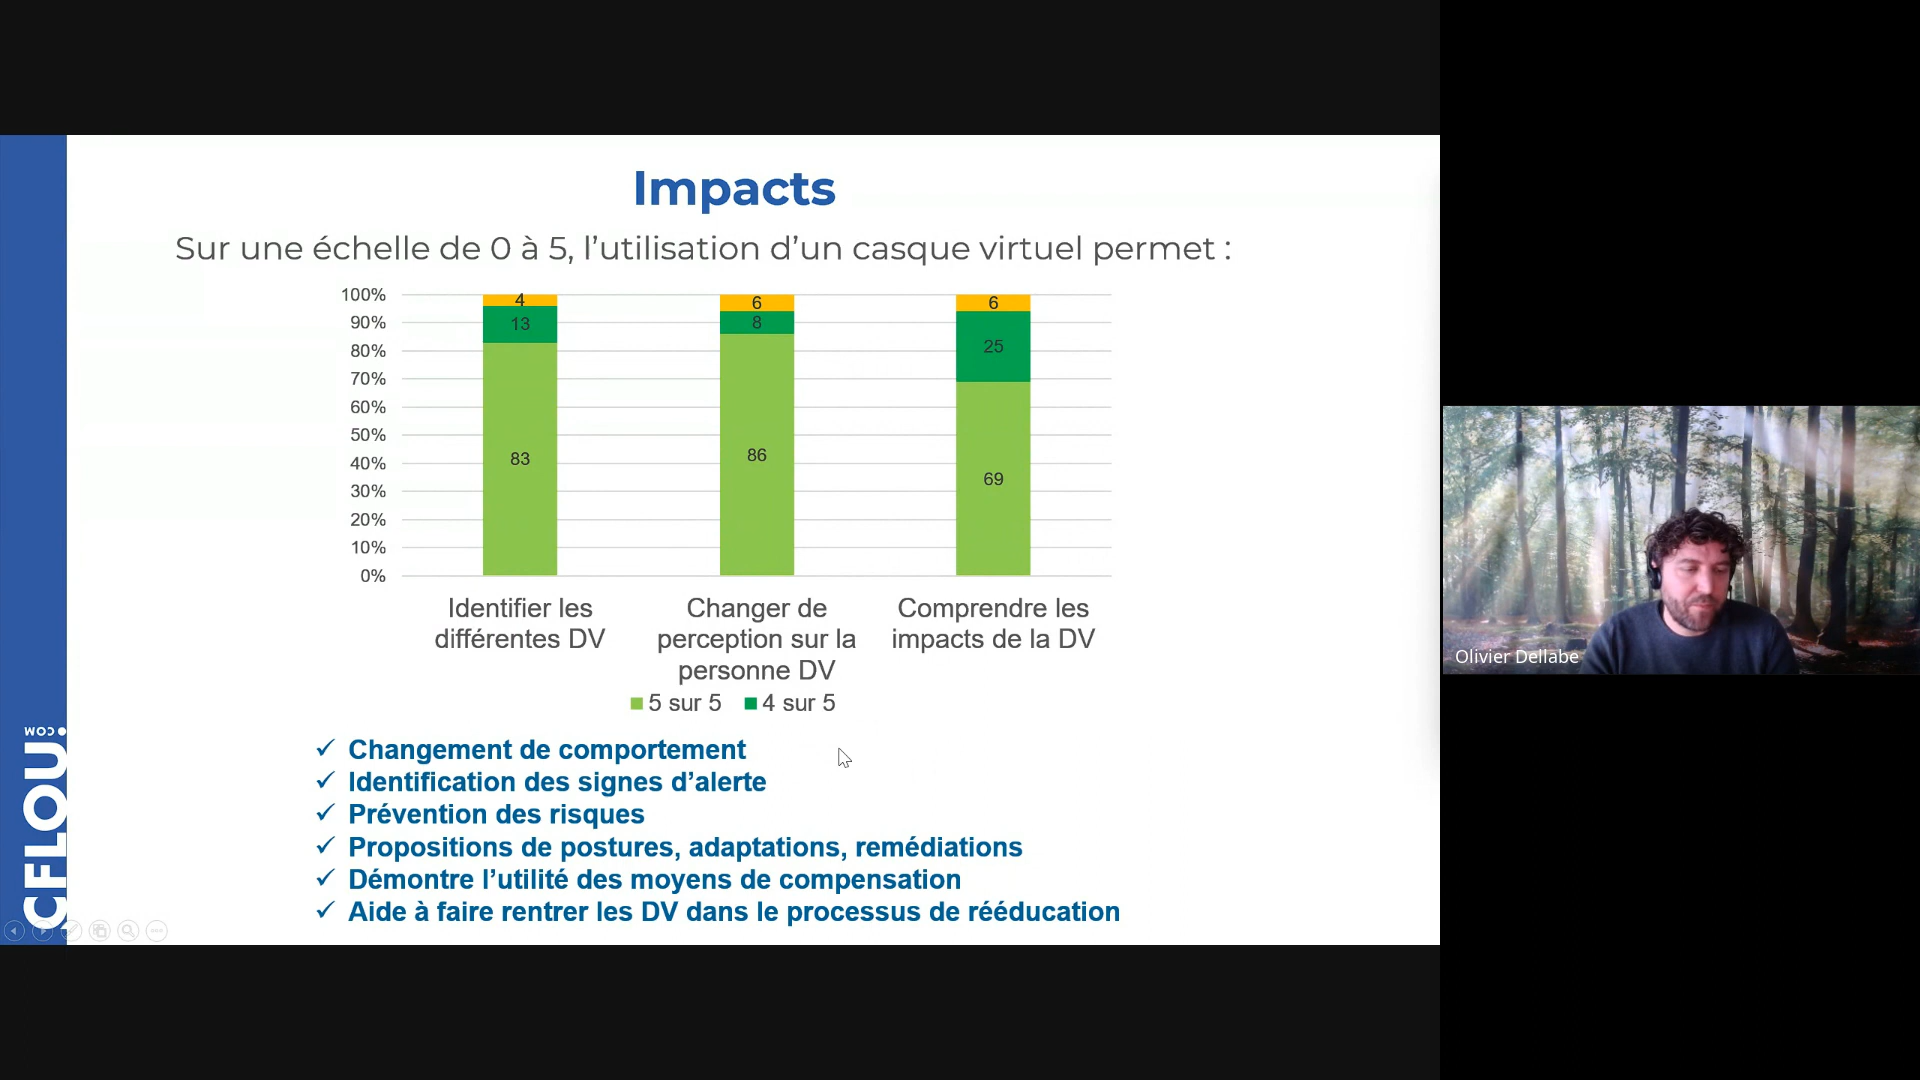 Impacts
Sur une échelle de 0 à 5, l’utilisation d’un casque virtuel permet :
100%
90%
80%
70%
60%
50%
40%
30%
20%
10%
0%
4
13
83
6
8
86
6
25
69
Identifier les
différentes DV
Changer de
perception sur la
personne DV
Comprendre les
impacts de la DV
5 sur 5
4 sur 5
✓ Changement de comportement
✓ Identification des signes d’alerte
✓ Prévention des risques
✓ Propositions de postures, adaptations, remédiations
✓ Démontre l’utilité des moyens de compensation
✓ Aide à faire rentrer les DV dans le processus de rééducation
CFLOU.COM
Olivier Dellabe